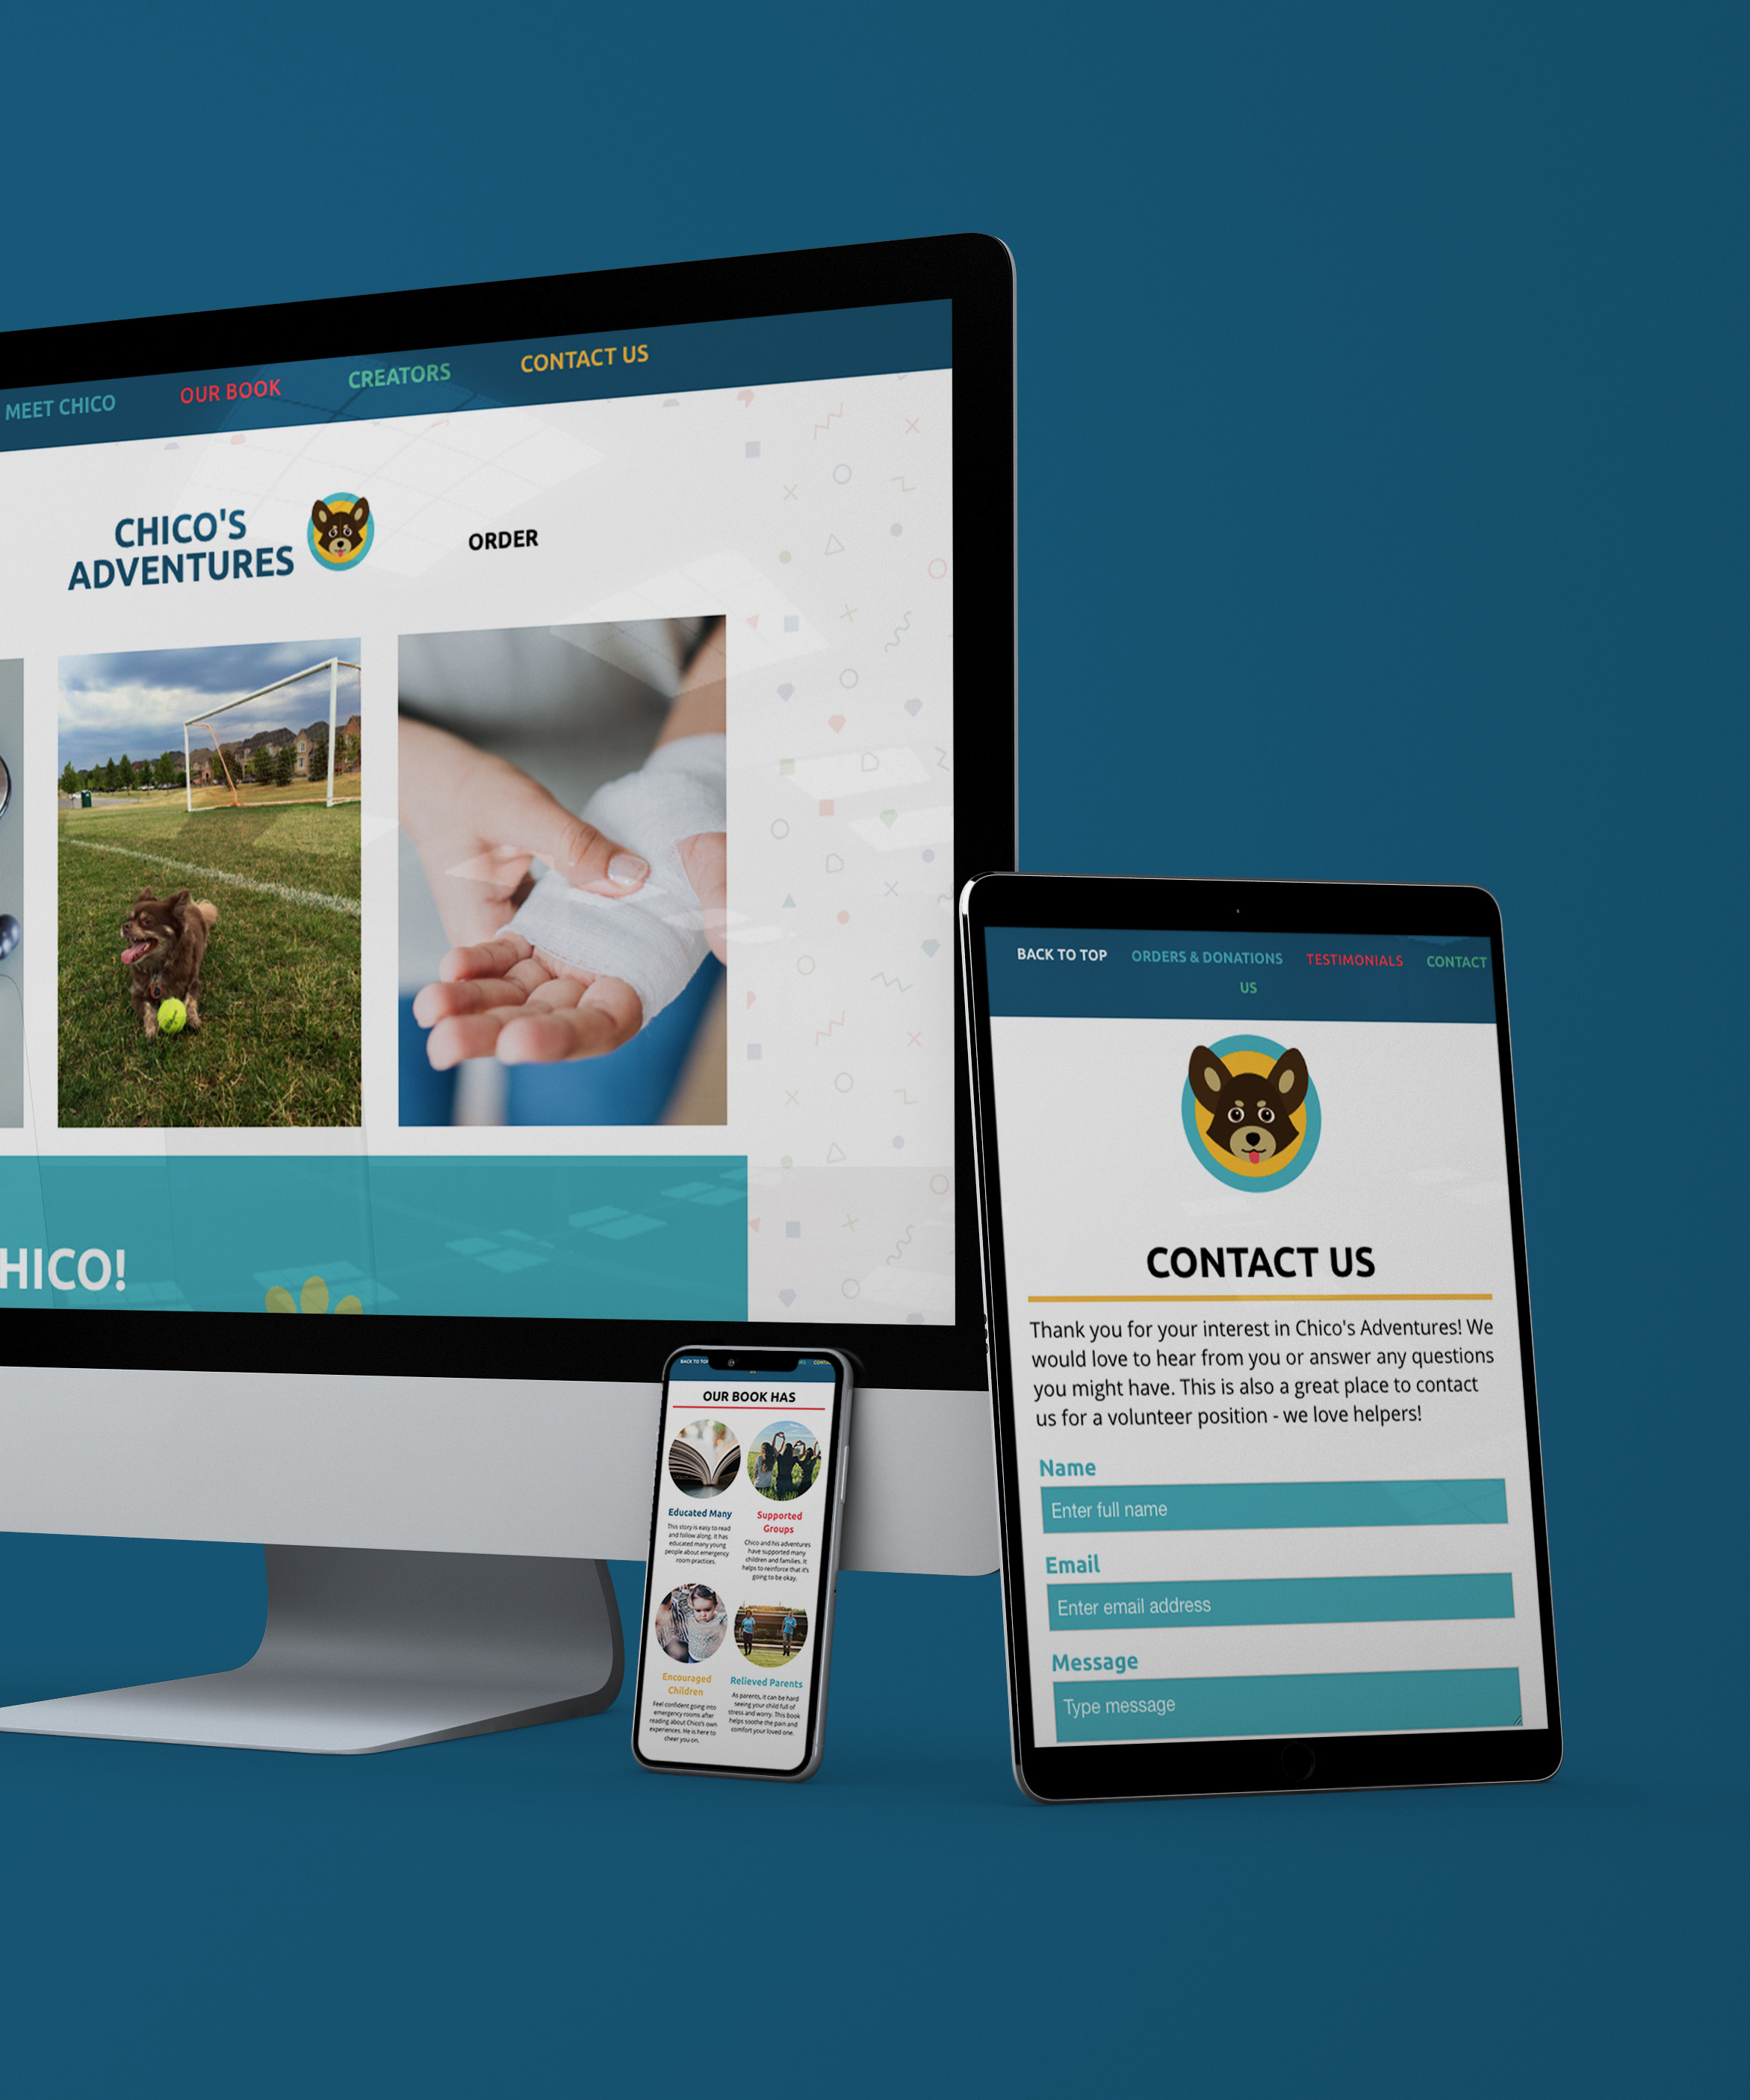 MEET CHICO
OUR BOOK
CREATORS
CONTACT US
CHICO'S
ADVENTURES
ORDER
HICO!
BACK TO TOP
ORDERS & DONATIONS
TESTIMONIALS
CONTACT
US
CONTACT US
Thank you for your interest in Chico's Adventures! We
would love to hear from you or answer any questions
you might have. This is also a great place to contact
us for a volunteer position - we love helpers!
Name
Enter full name
Email
Enter email address
Message
Type message
BACK TO TOP
OUR BOOK HAS
Educated Many
This story is easy to read
and follow along. It has
educated many young
people about emergency
room practices.
Supported
Groups
Chico and his adventures
have supported many
children and families. It
helps to reinforce that it's
going to be okay.
Encouraged
Children
Feel confident going into
emergency rooms after
reading about Chico's own
experiences. He is here to
cheer you on.
Relieved Parents
As parents, it can be hard
seeing your child full of
stress and worry. This book
helps soothe the pain and
comfort your loved one.